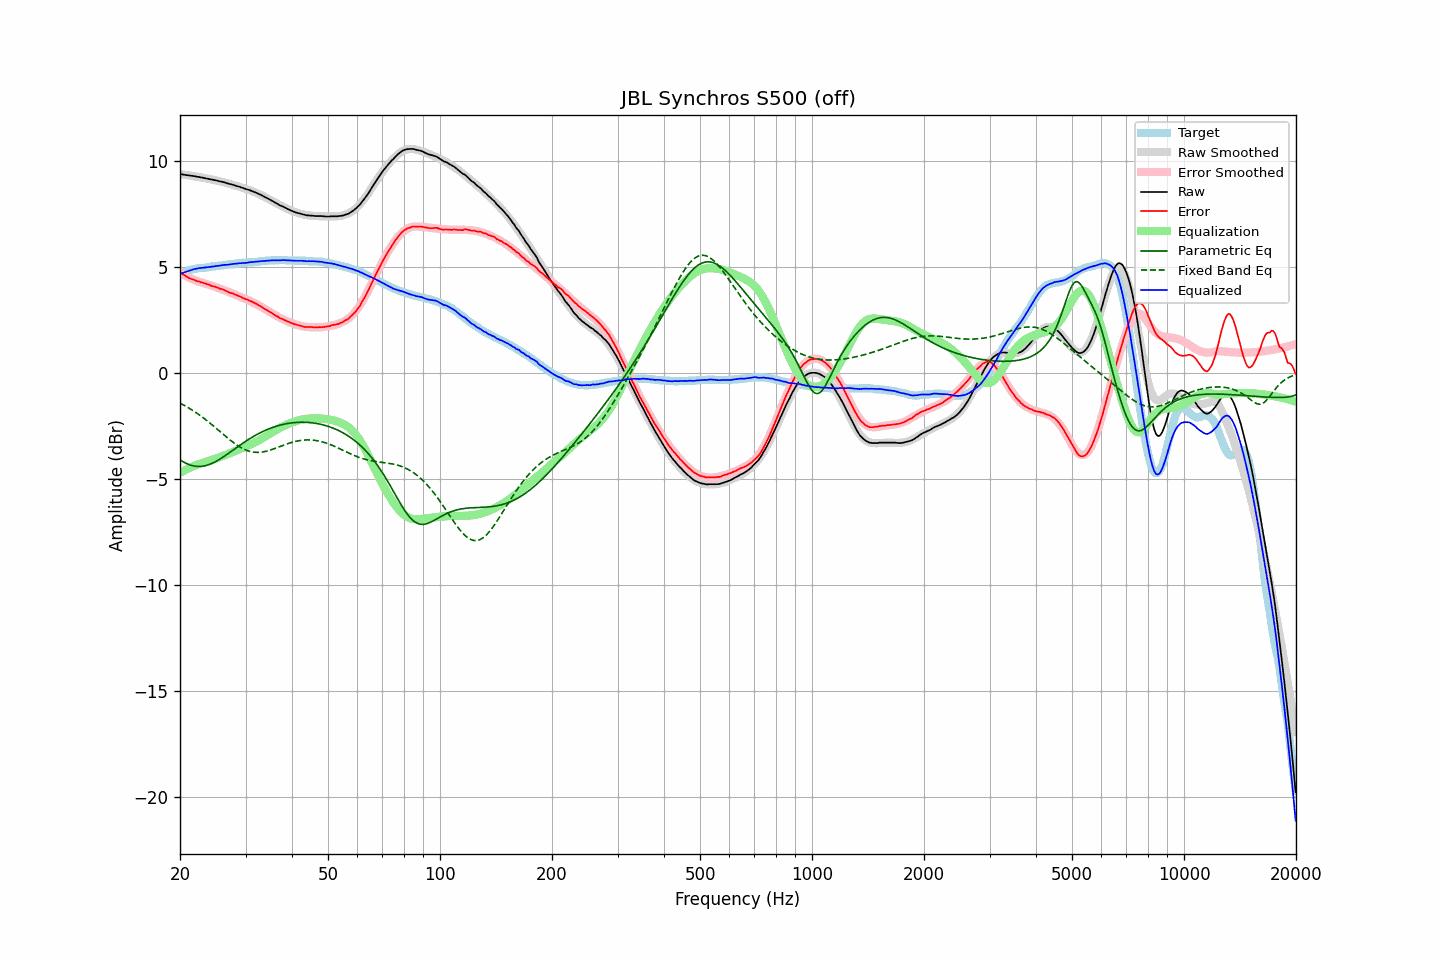 JBL Synchros S500 (off)
Target
Raw Smoothed
Error Smoothed
Raw
Error
Equalization
Parametric Eq
Fixed Band Eq
Equalized
10
5
0
−5
−10
−15
−20
Amplitude (dBr)
20 50 100 200 500 1000 2000 5000 10000 20000
Frequency (Hz)